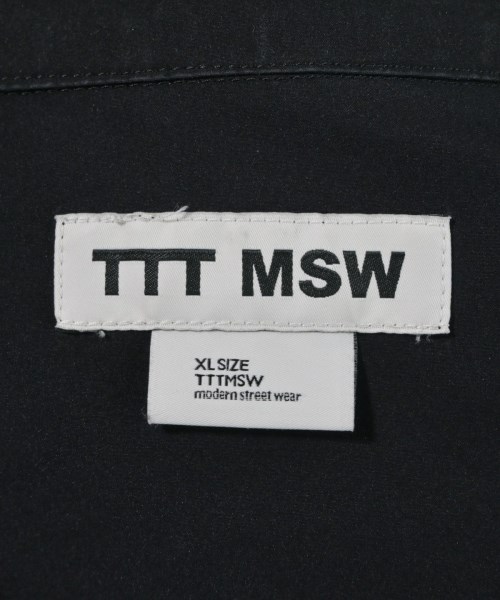 TTT MSW
XL SIZE
TTTMSW
modern street wear